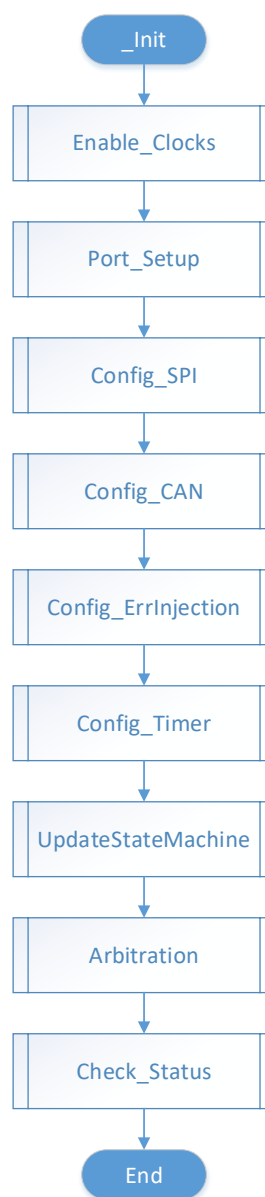 _Init
Enable_Clocks
Port_Setup
Config_SPI
Config_CAN
Config_ErrInjection
Config_Timer
UpdateStateMachine
Arbitration
Check_Status
End